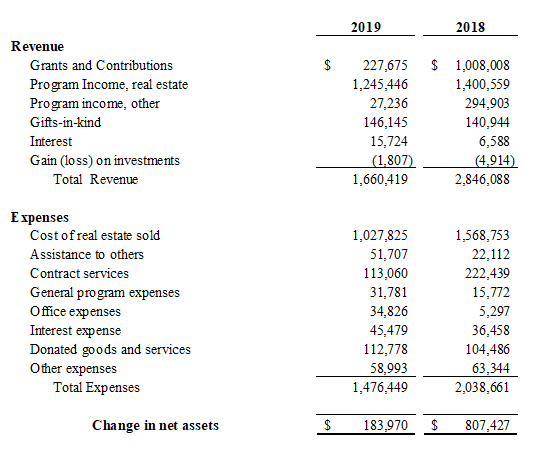 2019 2018
Revenue
Grants and Contributions $ 227,675 $ 1,008,008
Program Income, real estate 1,245,446 1,400,559
Program income, other 27,236 294,903
Gifts-in-kind 146,145 140,944
Interest 15,724 6,588
Gain (loss) on investments (1,807) (4,914)
Total Revenue 1,660,419 2,846,088
Expenses
Cost of real estate sold 1,027,825 1,568,753
Assistance to others 51,707 22,112
Contract services 113,060 222,439
General program expenses 31,781 15,772
Office expenses 34,826 5,297
Interest expense 45,479 36,458
Donated goods and services 112,778 104,486
Other expenses 58,993 63,344
Total Expenses 1,476,449 2,038,661
Change in net assets $ 183,970 $ 807,427